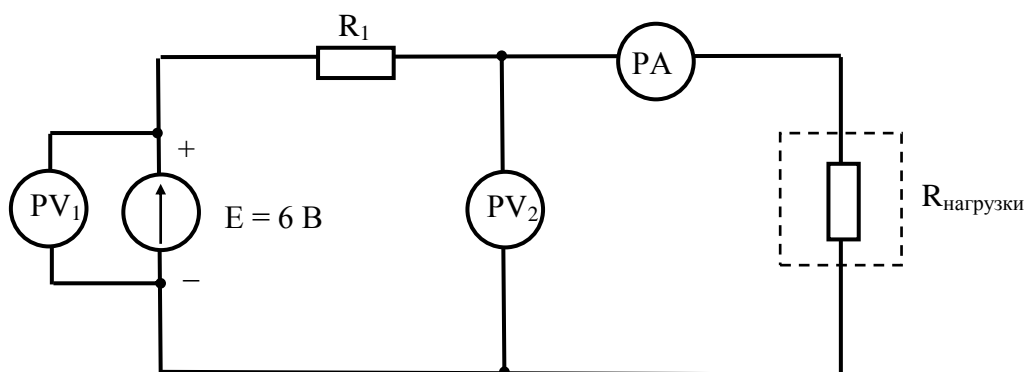 R₁
PA
+
PV₁
E = 6 В
PV₂
Rнагрузки
−